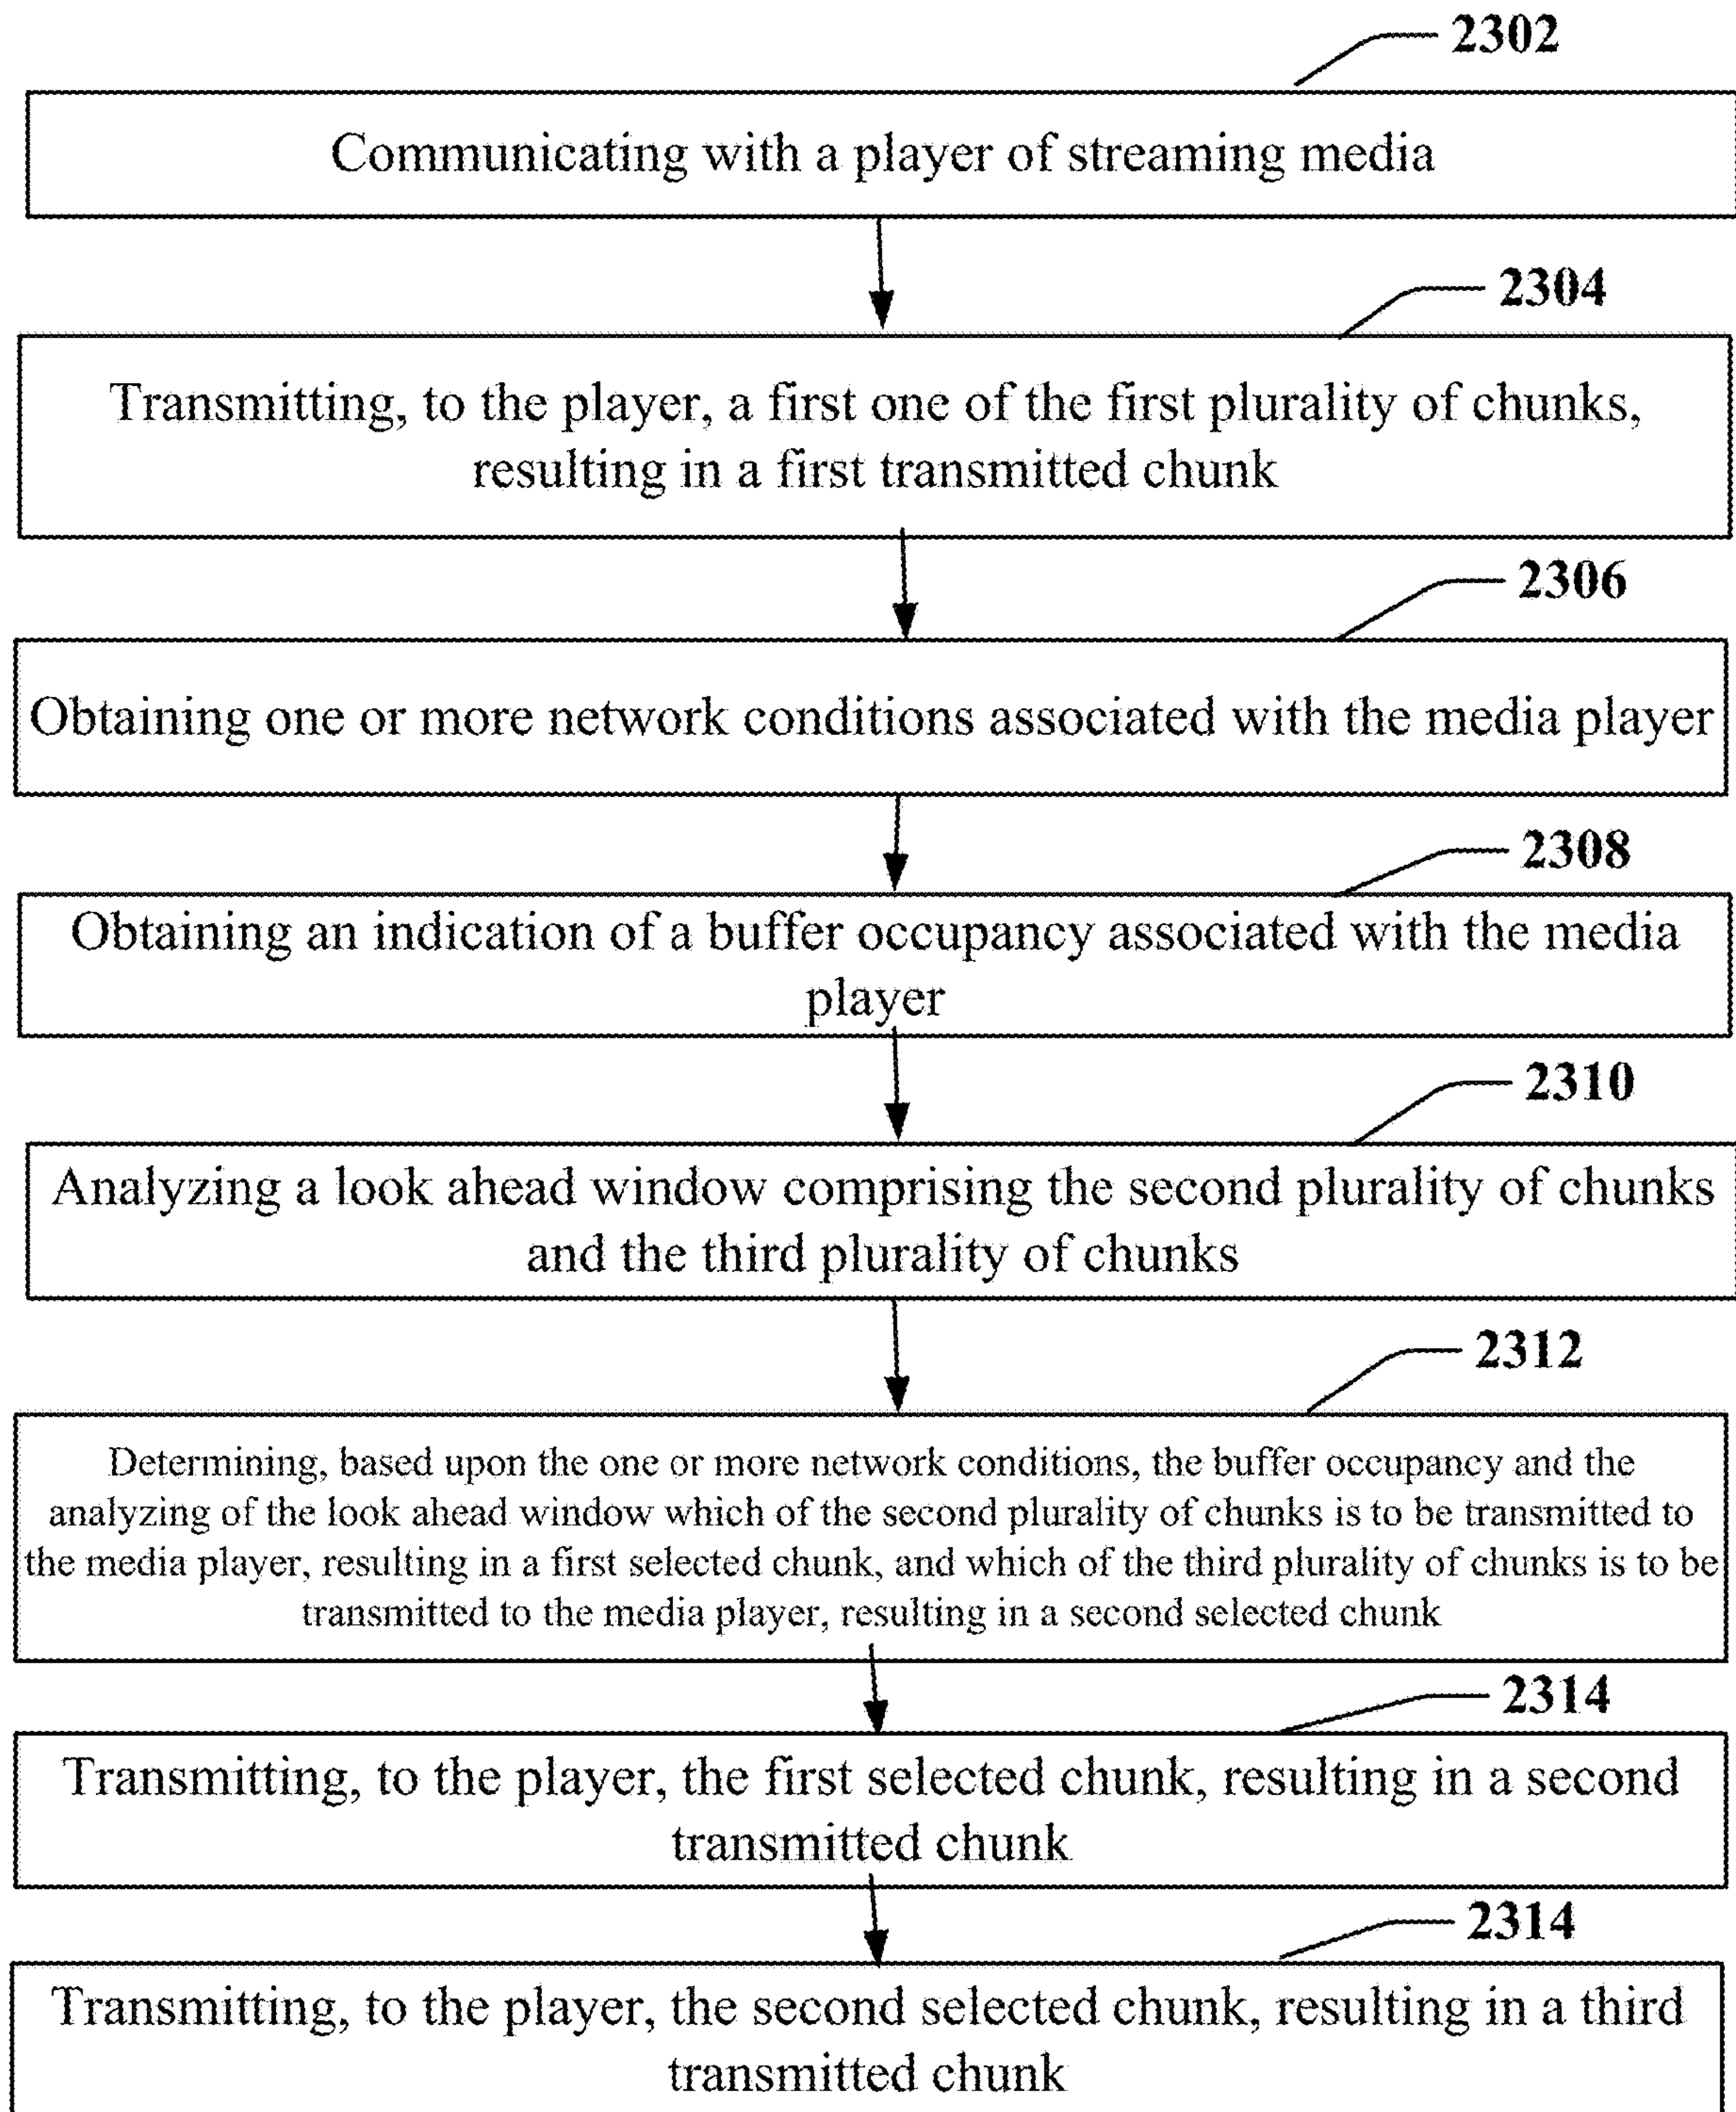 2302
Communicating with a player of streaming media
2304
Transmitting, to the player, a first one of the first plurality of chunks,
resulting in a first transmitted chunk
2306
Obtaining one or more network conditions associated with the media player
2308
Obtaining an indication of a buffer occupancy associated with the media
player
2310
Analyzing a look ahead window comprising the second plurality of chunks
and the third plurality of chunks
2312
Determining, based upon the one or more network conditions, the buffer occupancy and the
analyzing of the look ahead window which of the second plurality of chunks is to be transmitted to
the media player, resulting in a first selected chunk, and which of the third plurality of chunks is to be
transmitted to the media player, resulting in a second selected chunk
2314
Transmitting, to the player, the first selected chunk, resulting in a second
transmitted chunk
2314
Transmitting, to the player, the second selected chunk, resulting in a third
transmitted chunk